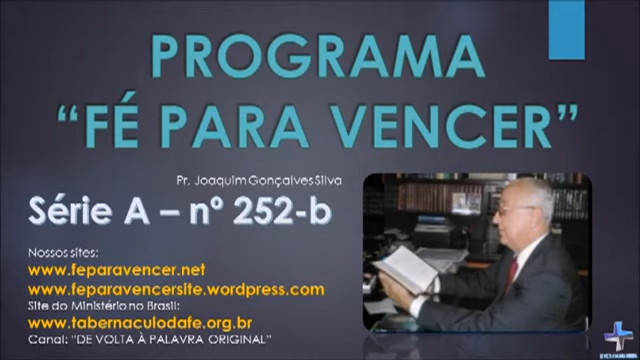 PROGRAMA
“FÉ PARA VENCER”
Pr. Joaquim Gonçalves Silva
Série A – nº 252-b
Nossos sites:
www.feparavencer.net
www.feparavencersite.wordpress.com
Site do Ministério no Brasil:
www.tabernaculodafe.org.br
Canal: “DE VOLTA À PALAVRA ORIGINAL”